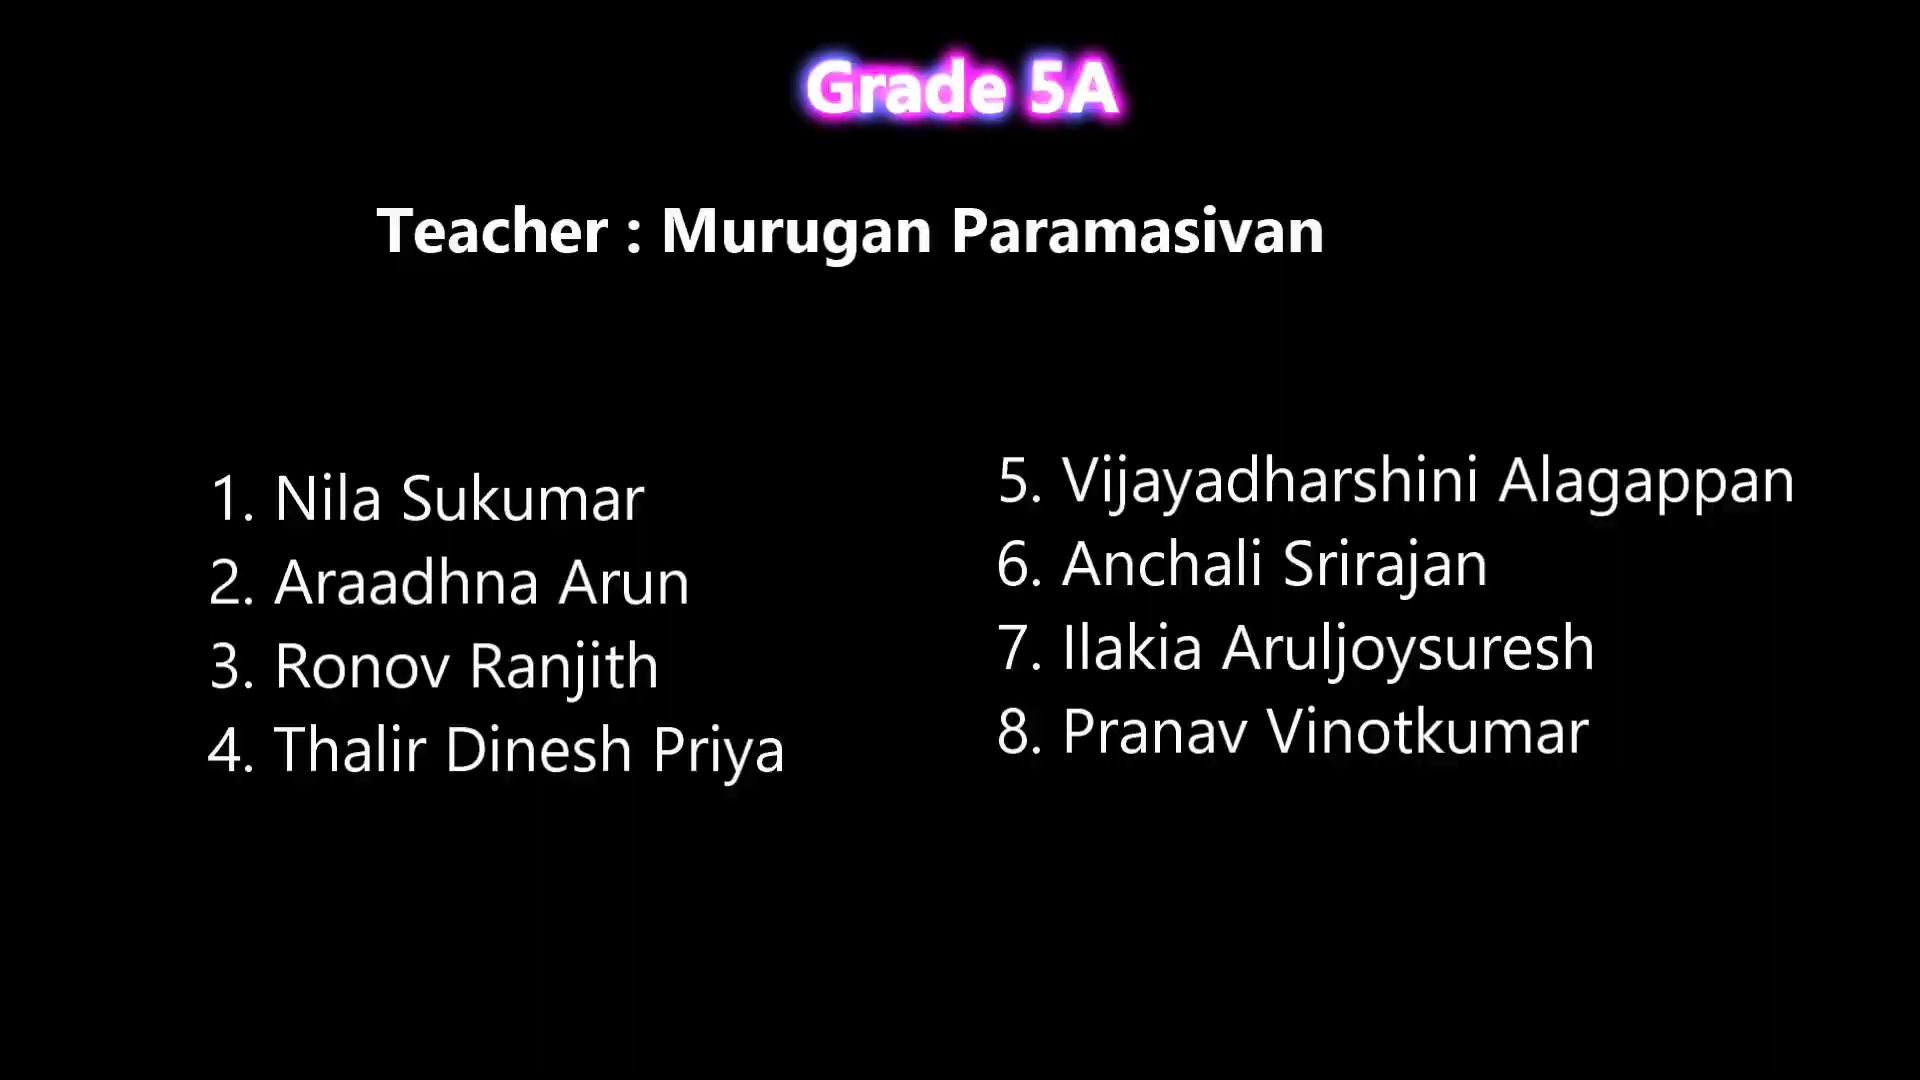 Grade 5A
Teacher : Murugan Paramasivan
1. Nila Sukumar
2. Araadhna Arun
3. Ronov Ranjith
4. Thalir Dinesh Priya
5. Vijayadharshini Alagappan
6. Anchali Srirajan
7. Ilakia Aruljoysuresh
8. Pranav Vinotkumar